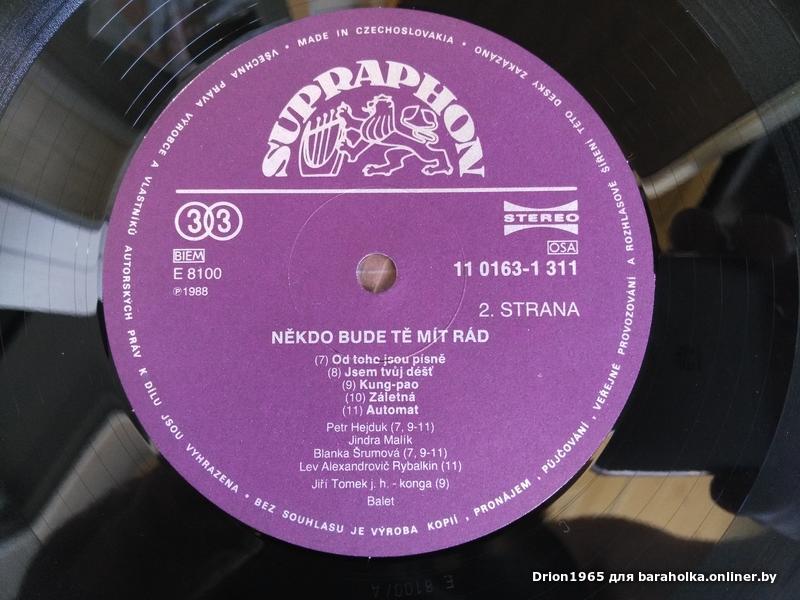 VŠECHNA PRÁVA VÝROBCE A VLASTNÍKŮ AUTORSKÝCH PRÁV K DÍLU JSOU VYHRAZENA • BEZ SOUHLASU JE VÝROBA KOPIÍ, PRONÁJEM, PŮJČOVÁNÍ, VEŘEJNÉ PROVOZOVÁNÍ A ROZHLASOVÉ ŠÍŘENÍ TÉTO DESKY ZAKÁZÁNO • MADE IN CZECHOSLOVAKIA •
SUPRAPHON
33
STEREO
BIEM
OSA
E 8100
11 0163-1 311
℗1988
2. STRANA
NĚKDO BUDE TĚ MÍT RÁD
(7) Od toho jsou písně
(8) Jsem tvůj déšť
(9) Kung-pao
(10) Záletná
(11) Automat
Petr Hejduk (7, 9-11)
Jindra Malík
Blanka Šrumová (7, 9-11)
Lev Alexandrovič Rybalkin (11)
Jiří Tomek j. h. - konga (9)
Balet
E 8100/4
Drion1965 для baraholka.onliner.by